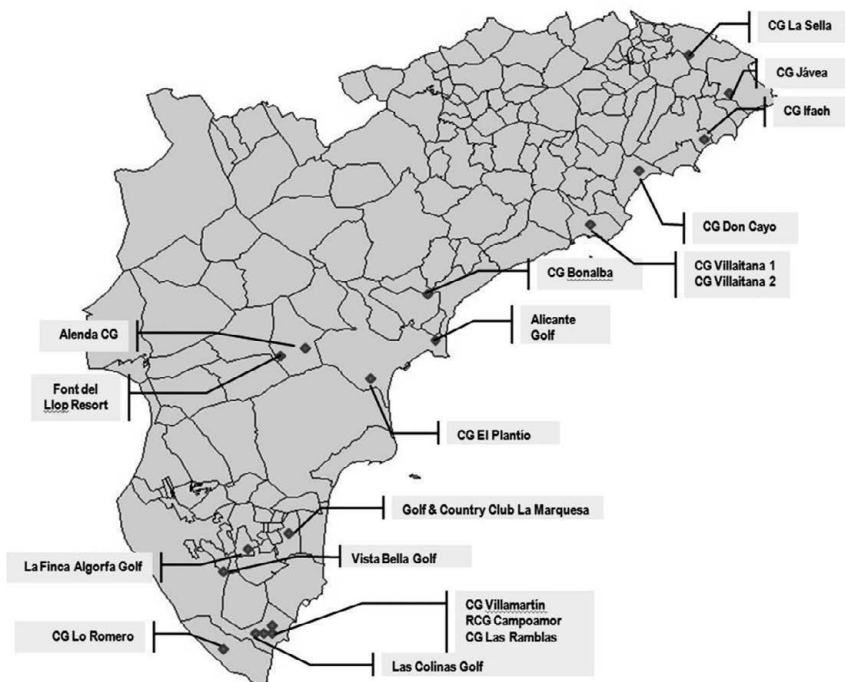 CG La Sella
CG Jávea
CG Ifach
CG Don Cayo
CG Bonalba
CG Villaitana 1
CG Villaitana 2
Alenda CG
Alicante
Golf
Font del
Llop Resort
CG El Plantío
Golf & Country Club La Marquesa
La Finca Algorfa Golf
Vista Bella Golf
CG Villamartín
RCG Campoamor
CG Las Ramblas
CG Lo Romero
Las Colinas Golf